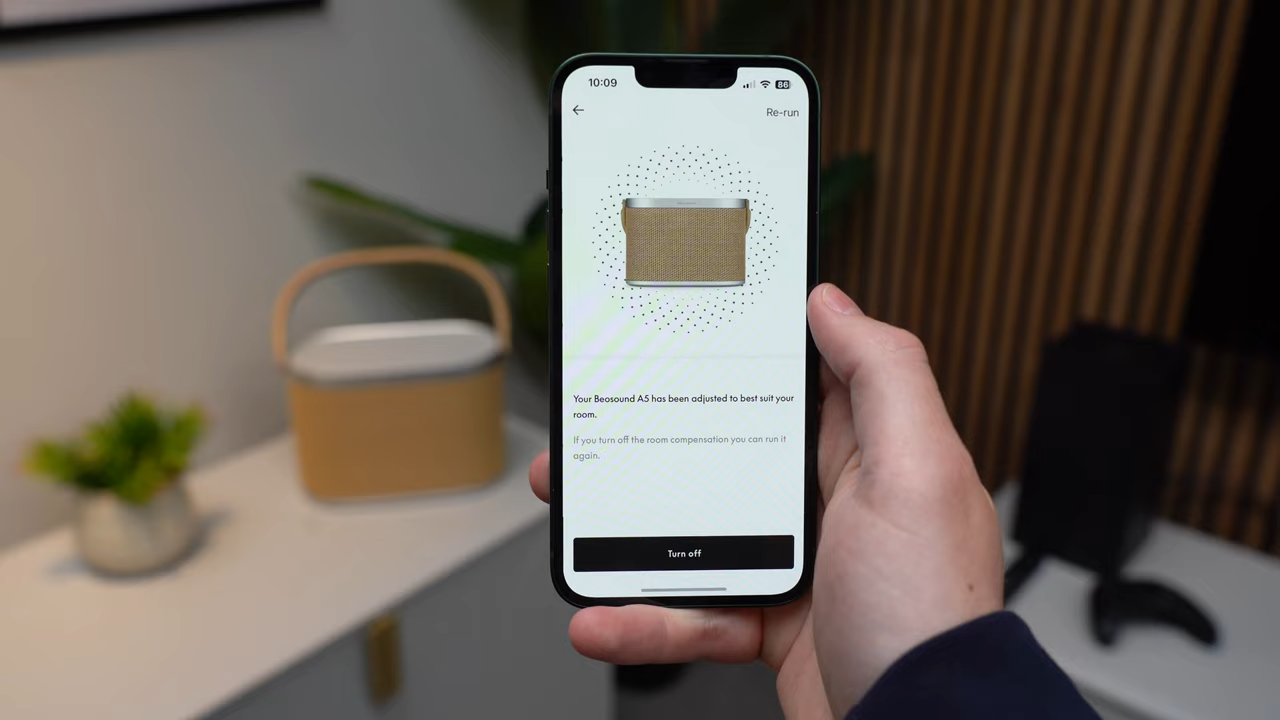 10:09
86
Re-run
Your Beosound A5 has been adjusted to best suit your
room.
If you turn off the room compensation you can run it
again.
Turn off